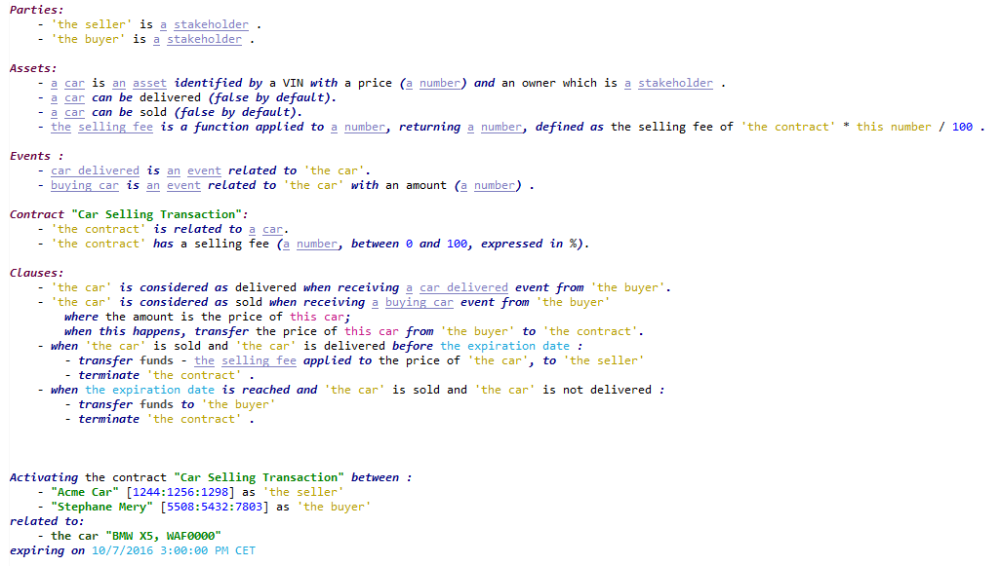 Parties:
- 'the seller' is a stakeholder .
- 'the buyer' is a stakeholder .
Assets:
- a car is an asset identified by a VIN with a price (a number) and an owner which is a stakeholder .
- a car can be delivered (false by default).
- a car can be sold (false by default).
- the selling fee is a function applied to a number, returning a number, defined as the selling fee of 'the contract' * this number / 100 .
Events :
- car delivered is an event related to 'the car'.
- buying car is an event related to 'the car' with an amount (a number) .
Contract "Car Selling Transaction":
- 'the contract' is related to a car.
- 'the contract' has a selling fee (a number, between 0 and 100, expressed in %).
Clauses:
- 'the car' is considered as delivered when receiving a car delivered event from 'the buyer'.
- 'the car' is considered as sold when receiving a buying car event from 'the buyer'
where the amount is the price of this car;
when this happens, transfer the price of this car from 'the buyer' to 'the contract'.
- when 'the car' is sold and 'the car' is delivered before the expiration date :
- transfer funds - the selling fee applied to the price of 'the car', to 'the seller'
- terminate 'the contract' .
- when the expiration date is reached and 'the car' is sold and 'the car' is not delivered :
- transfer funds to 'the buyer'
- terminate 'the contract' .
Activating the contract "Car Selling Transaction" between :
- "Acme Car" [1244:1256:1298] as 'the seller'
- "Stephane Mery" [5508:5432:7803] as 'the buyer'
related to:
- the car "BMW X5, WAF0000"
expiring on 10/7/2016 3:00:00 PM CET